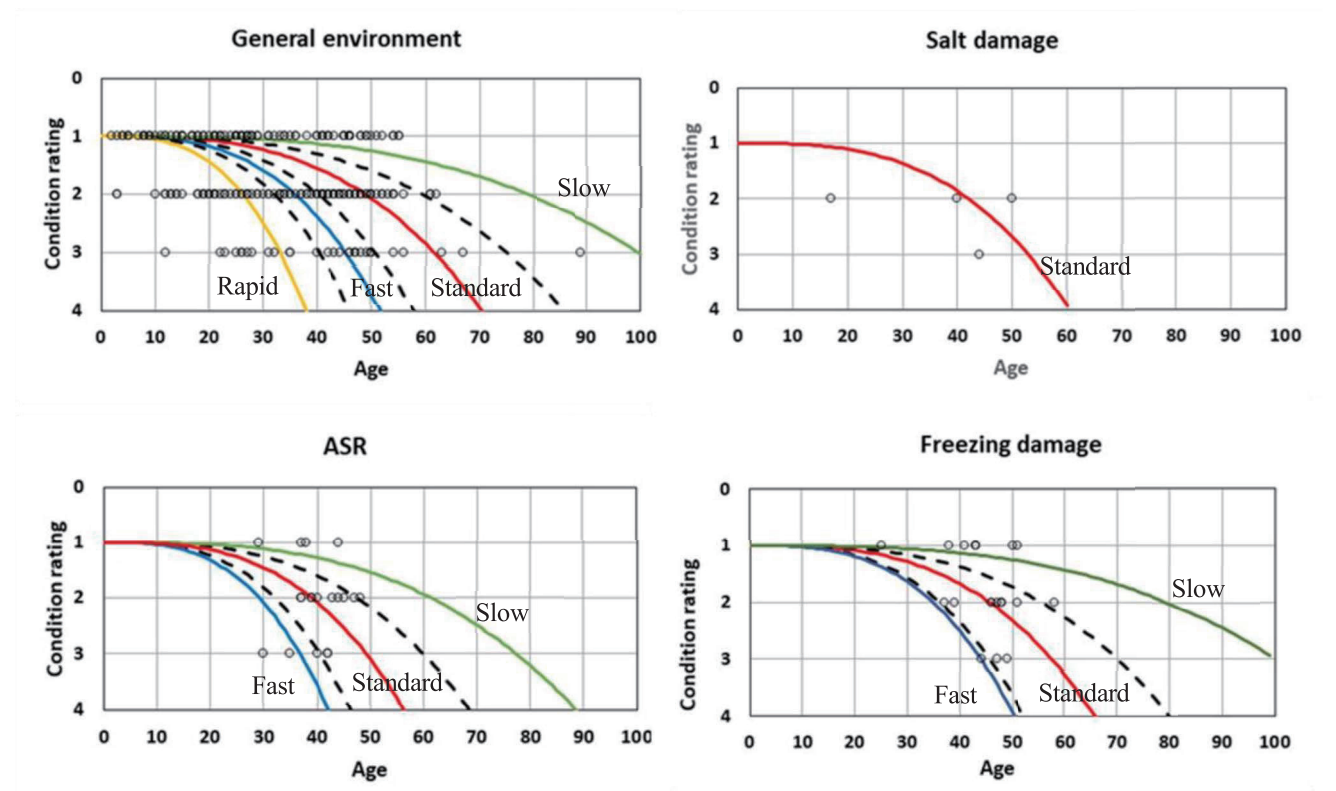 General environment
0
1
2
3
4
Condition rating
Slow
Rapid
Fast
Standard
0 10 20 30 40 50 60 70 80 90 100
Age
Salt damage
0
1
2
3
4
Condition rating
Standard
0 10 20 30 40 50 60 70 80 90 100
Age
ASR
0
1
2
3
4
Condition rating
Slow
Fast
Standard
0 10 20 30 40 50 60 70 80 90 100
Age
Freezing damage
0
1
2
3
4
Condition rating
Slow
Fast
Standard
0 10 20 30 40 50 60 70 80 90 100
Age